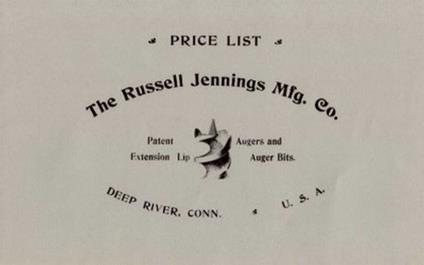 PRICE LIST
The Russell Jennings Mfg. Co.
Patent Augers and
Extension Lip Auger Bits.
DEEP RIVER, CONN. U. S. A.